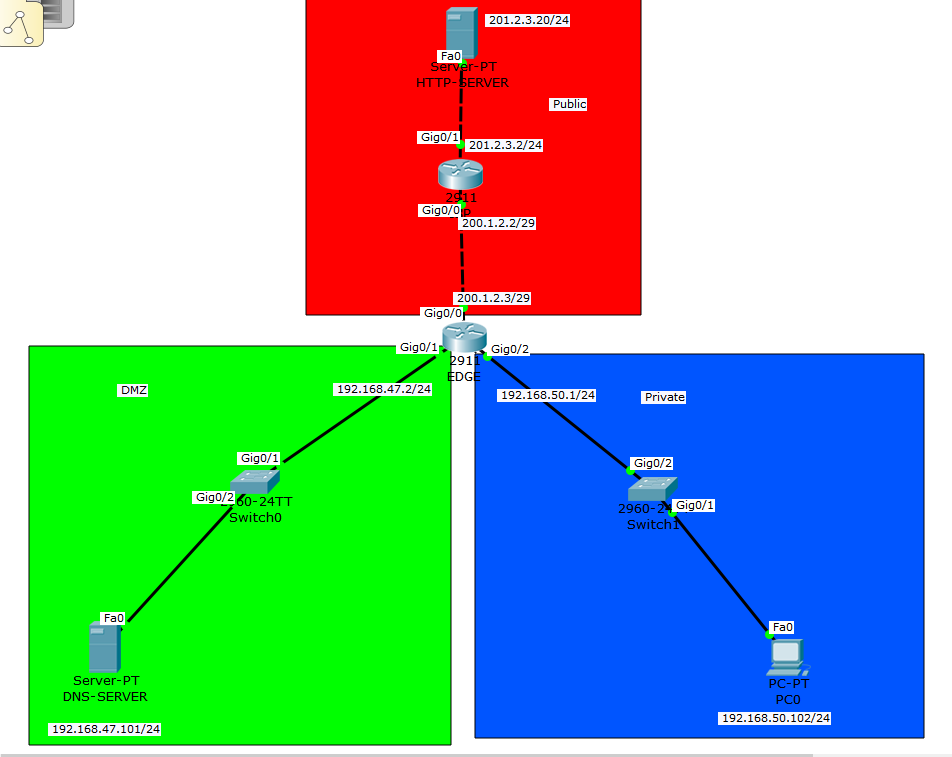 201.2.3.20/24
Fa0
Server-PT
HTTP-SERVER
Public
Gig0/1
201.2.3.2/24
2911
Gig0/0
200.1.2.2/29
200.1.2.3/29
Gig0/0
Gig0/1
Gig0/2
2911
EDGE
DMZ
192.168.47.2/24
192.168.50.1/24
Private
Gig0/1
Gig0/2
Gig0/2
2960-24TT
Switch0
Gig0/1
Switch1
Fa0
Server-PT
DNS-SERVER
192.168.47.101/24
Fa0
PC-PT
PC0
192.168.50.102/24